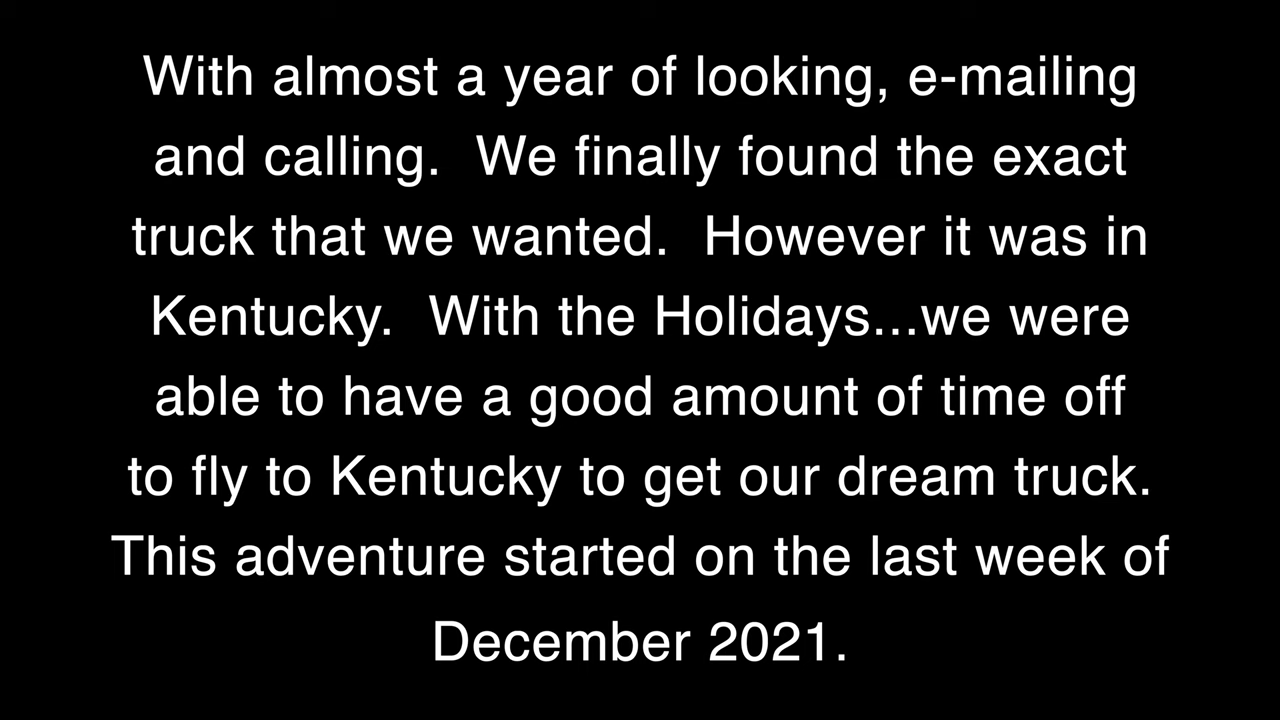 With almost a year of looking, e-mailing
and calling.  We finally found the exact
truck that we wanted.  However it was in
Kentucky.  With the Holidays...we were
able to have a good amount of time off
to fly to Kentucky to get our dream truck.
This adventure started on the last week of
December 2021.